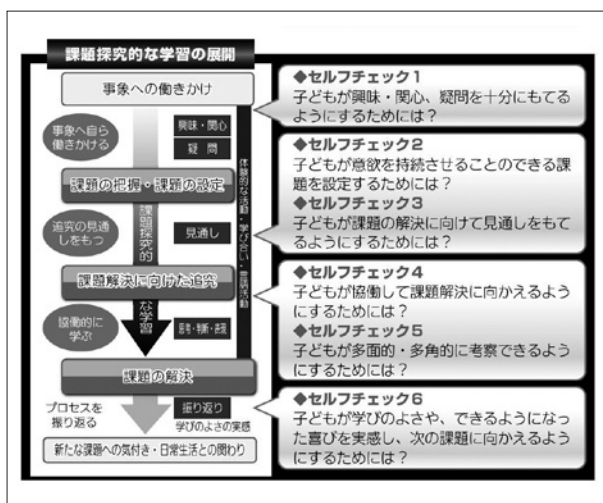 課題探究的な学習の展開
事象への働きかけ
事象へ自ら
働きかける
興味・関心
疑問
課題の把握・課題の設定
追究の見通
しをもつ
見通し
課題解決に向けた追究
協働的に
学ぶ
思考・判断・表現
課題の解決
プロセスを
振り返る
振り返り
学びのよさの実感
新たな課題への気付き・日常生活との関わり
課題探究的な学習
体験的な活動・学び合い・言語活動
◆セルフチェック1
子どもが興味・関心、疑問を十分にもてる
ようにするためには？
◆セルフチェック2
子どもが意欲を持続させることのできる課
題を設定するためには？
◆セルフチェック3
子どもが課題の解決に向けて見通しをもて
るようにするためには？
◆セルフチェック4
子どもが協働して課題解決に向かえるよう
にするためには？
◆セルフチェック5
子どもが多面的・多角的に考察できるよう
にするためには？
◆セルフチェック6
子どもが学びのよさや、できるようになっ
た喜びを実感し、次の課題に向かえるよう
にするためには？